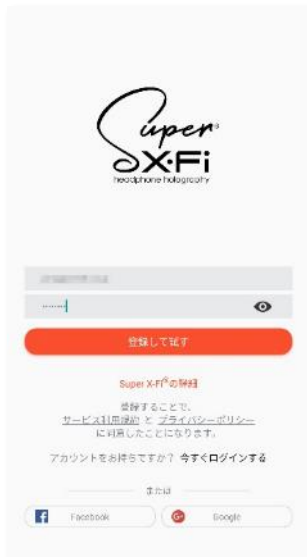 Super®
X-Fi
headphone holography
登録して試す
Super X-Fi®の詳細
登録することで、
サービス利用規約 と プライバシーポリシー
に同意したことになります。
アカウントをお持ちですか？ 今すぐログインする
または
Facebook
Google